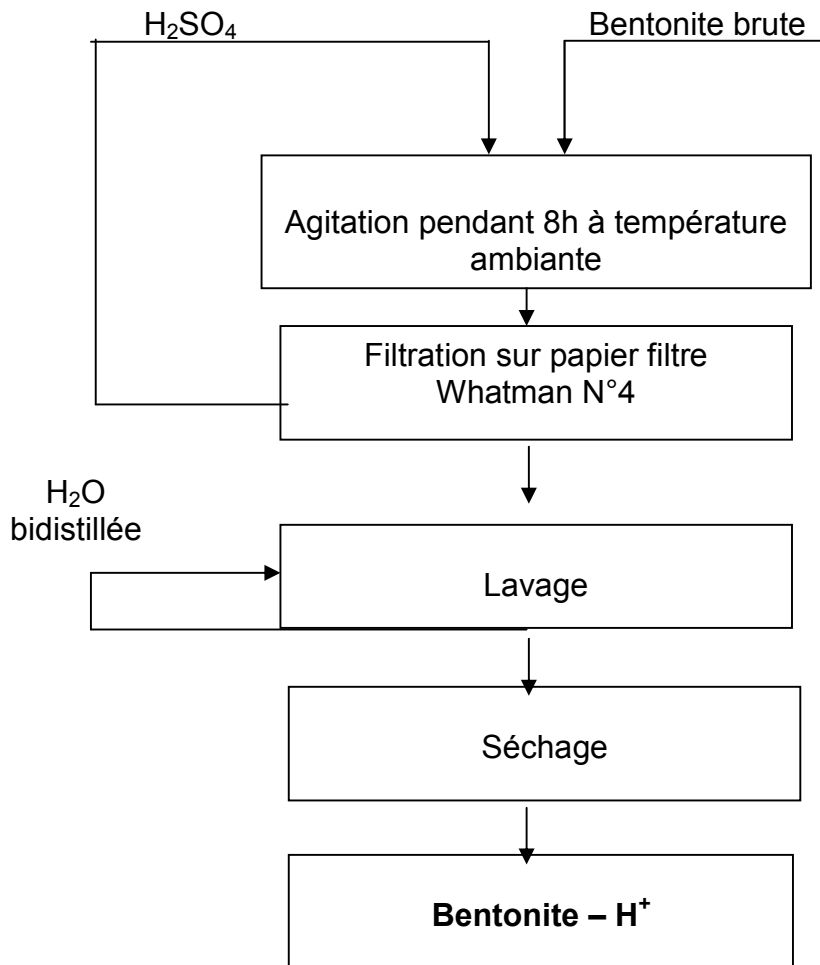 H₂SO₄
Bentonite brute
Agitation pendant 8h à température
ambiante
Filtration sur papier filtre
Whatman N°4
H₂O
bidistillée
Lavage
Séchage
Bentonite – H⁺